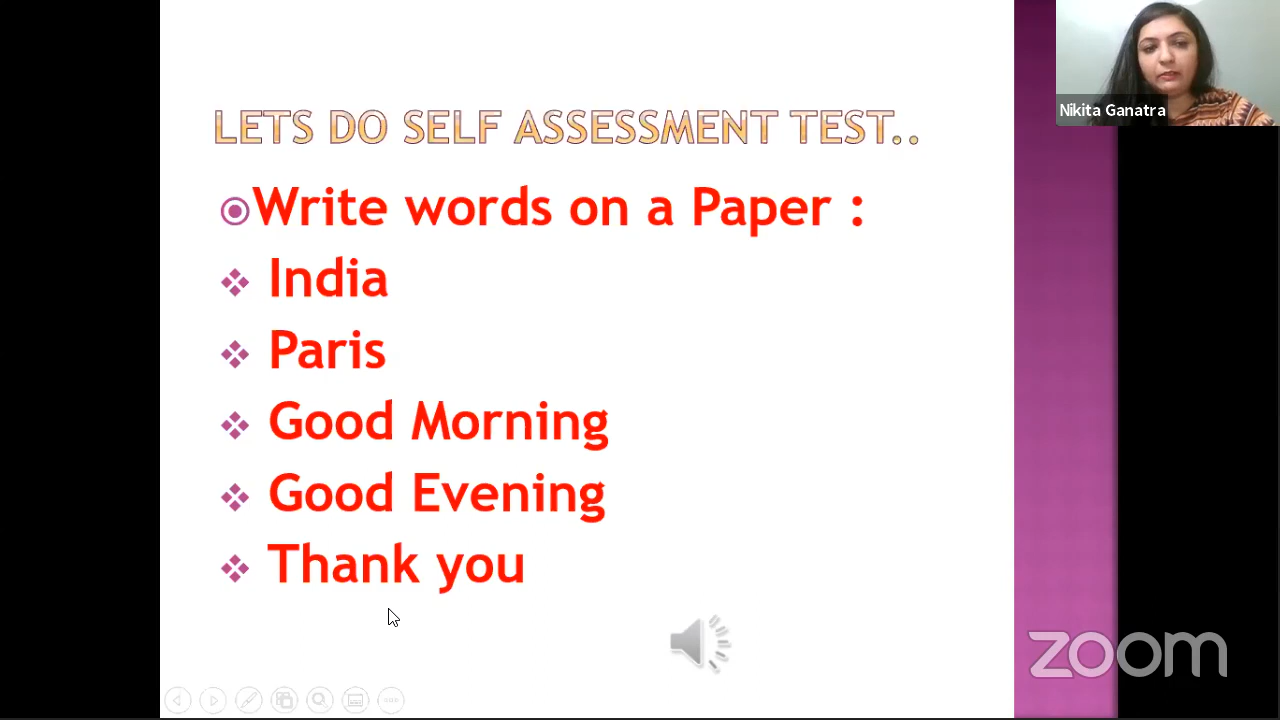 LETS DO SELF ASSESSMENT TEST..
Write words on a Paper :
India
Paris
Good Morning
Good Evening
Thank you
Nikita Ganatra
zoom